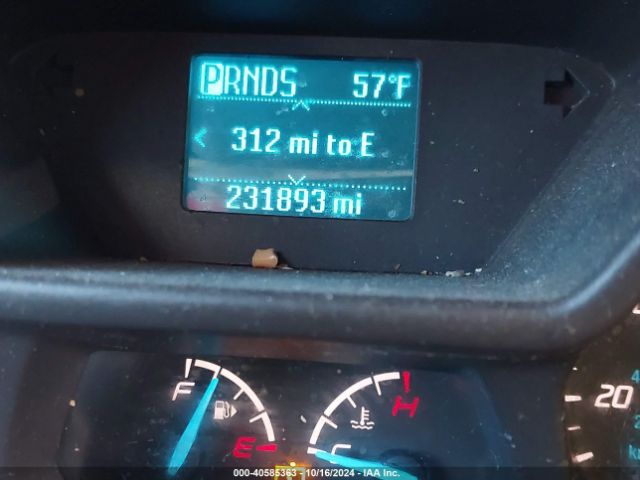 PRNDS 57°F
< 312 mi to E
231893 mi
F E
H C
20
000-40585363 - 10/16/2024 - IAA Inc.